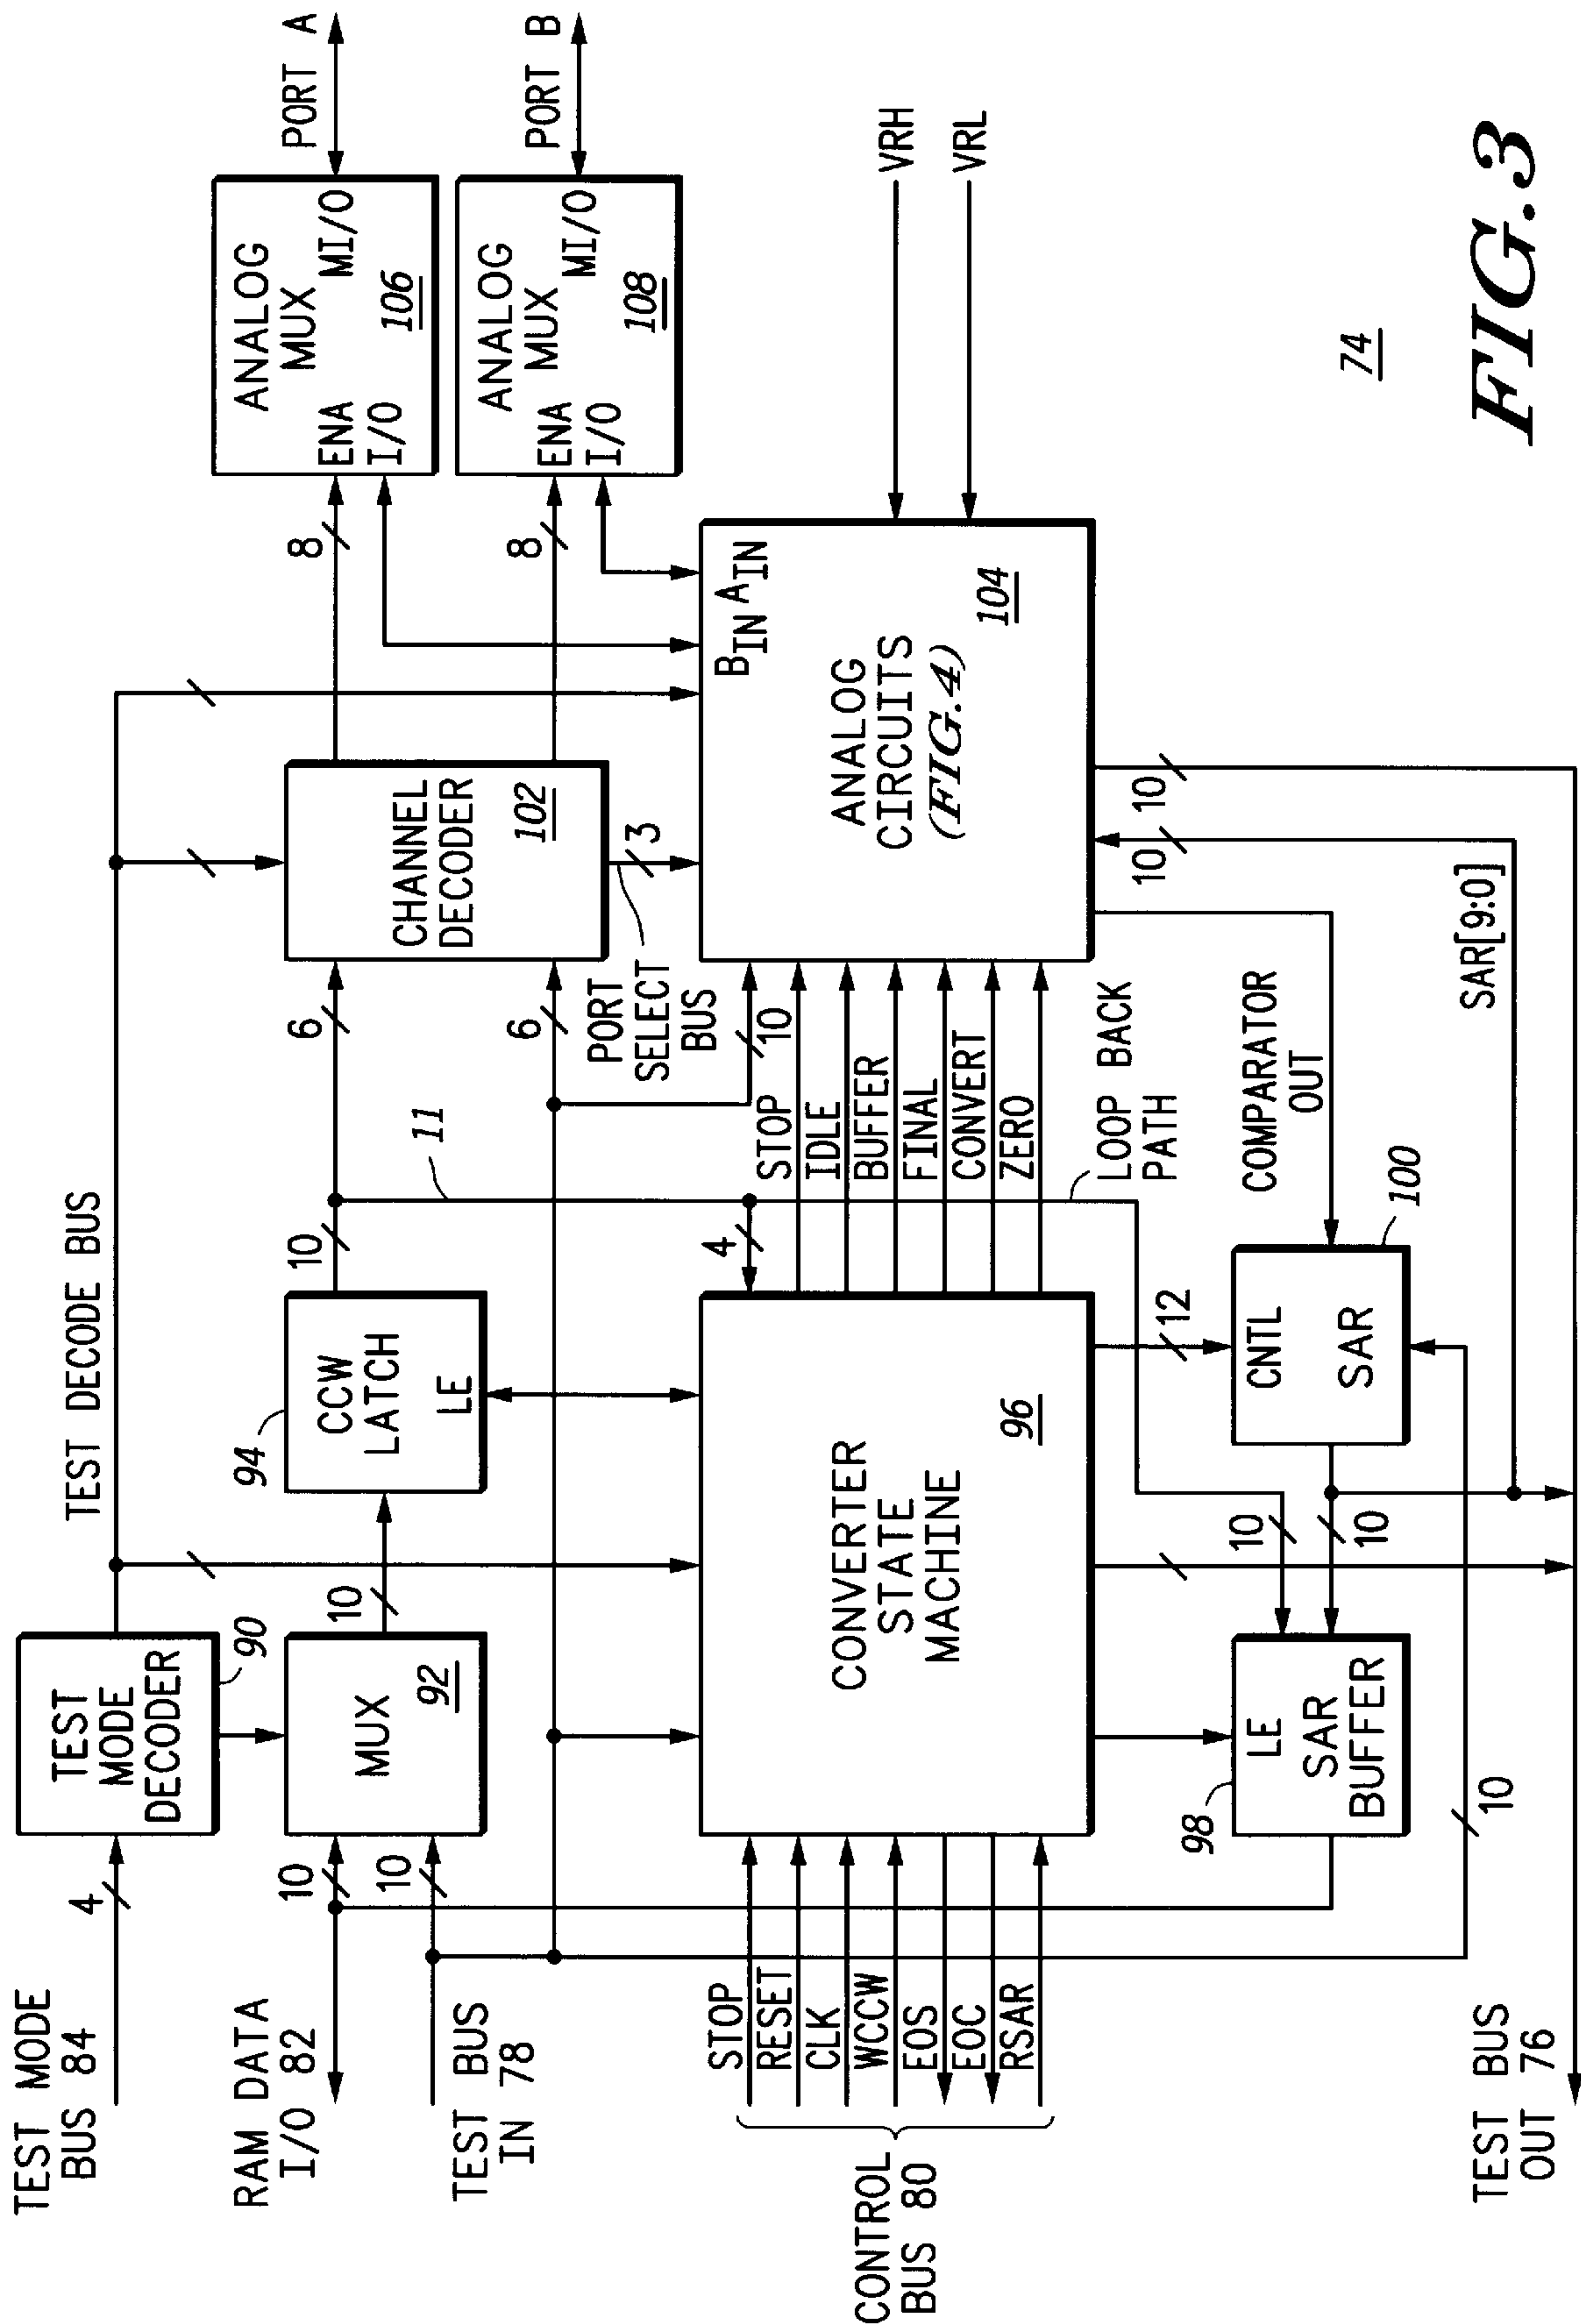 TEST MODE
BUS 84
4
TEST
MODE
DECODER
90
TEST DECODE BUS
RAM DATA
I/O 82
10
TEST BUS
IN 78
10
MUX
92
10
94
CCW
LATCH
LE
10
11
6
6
CHANNEL
DECODER
102
PORT
SELECT
BUS
3
8
8
ANALOG
MUX
ENA
I/O
MI/O
106
PORT A
ANALOG
MUX
ENA
I/O
MI/O
108
PORT B
CONTROL
BUS 80
STOP
RESET
CLK
WCCW
EOS
EOC
RSAR
CONVERTER
STATE
MACHINE
96
4
10
STOP
IDLE
BUFFER
FINAL
CONVERT
ZERO
LOOP BACK
PATH
BIN AIN
ANALOG
CIRCUITS
(FIG.4)
104
VRH
VRL
98
LE
SAR
BUFFER
10
10
10
12
CNTL
SAR
100
COMPARATOR
OUT
10
10
SAR[9:0]
TEST BUS
OUT 76
74
FIG.3